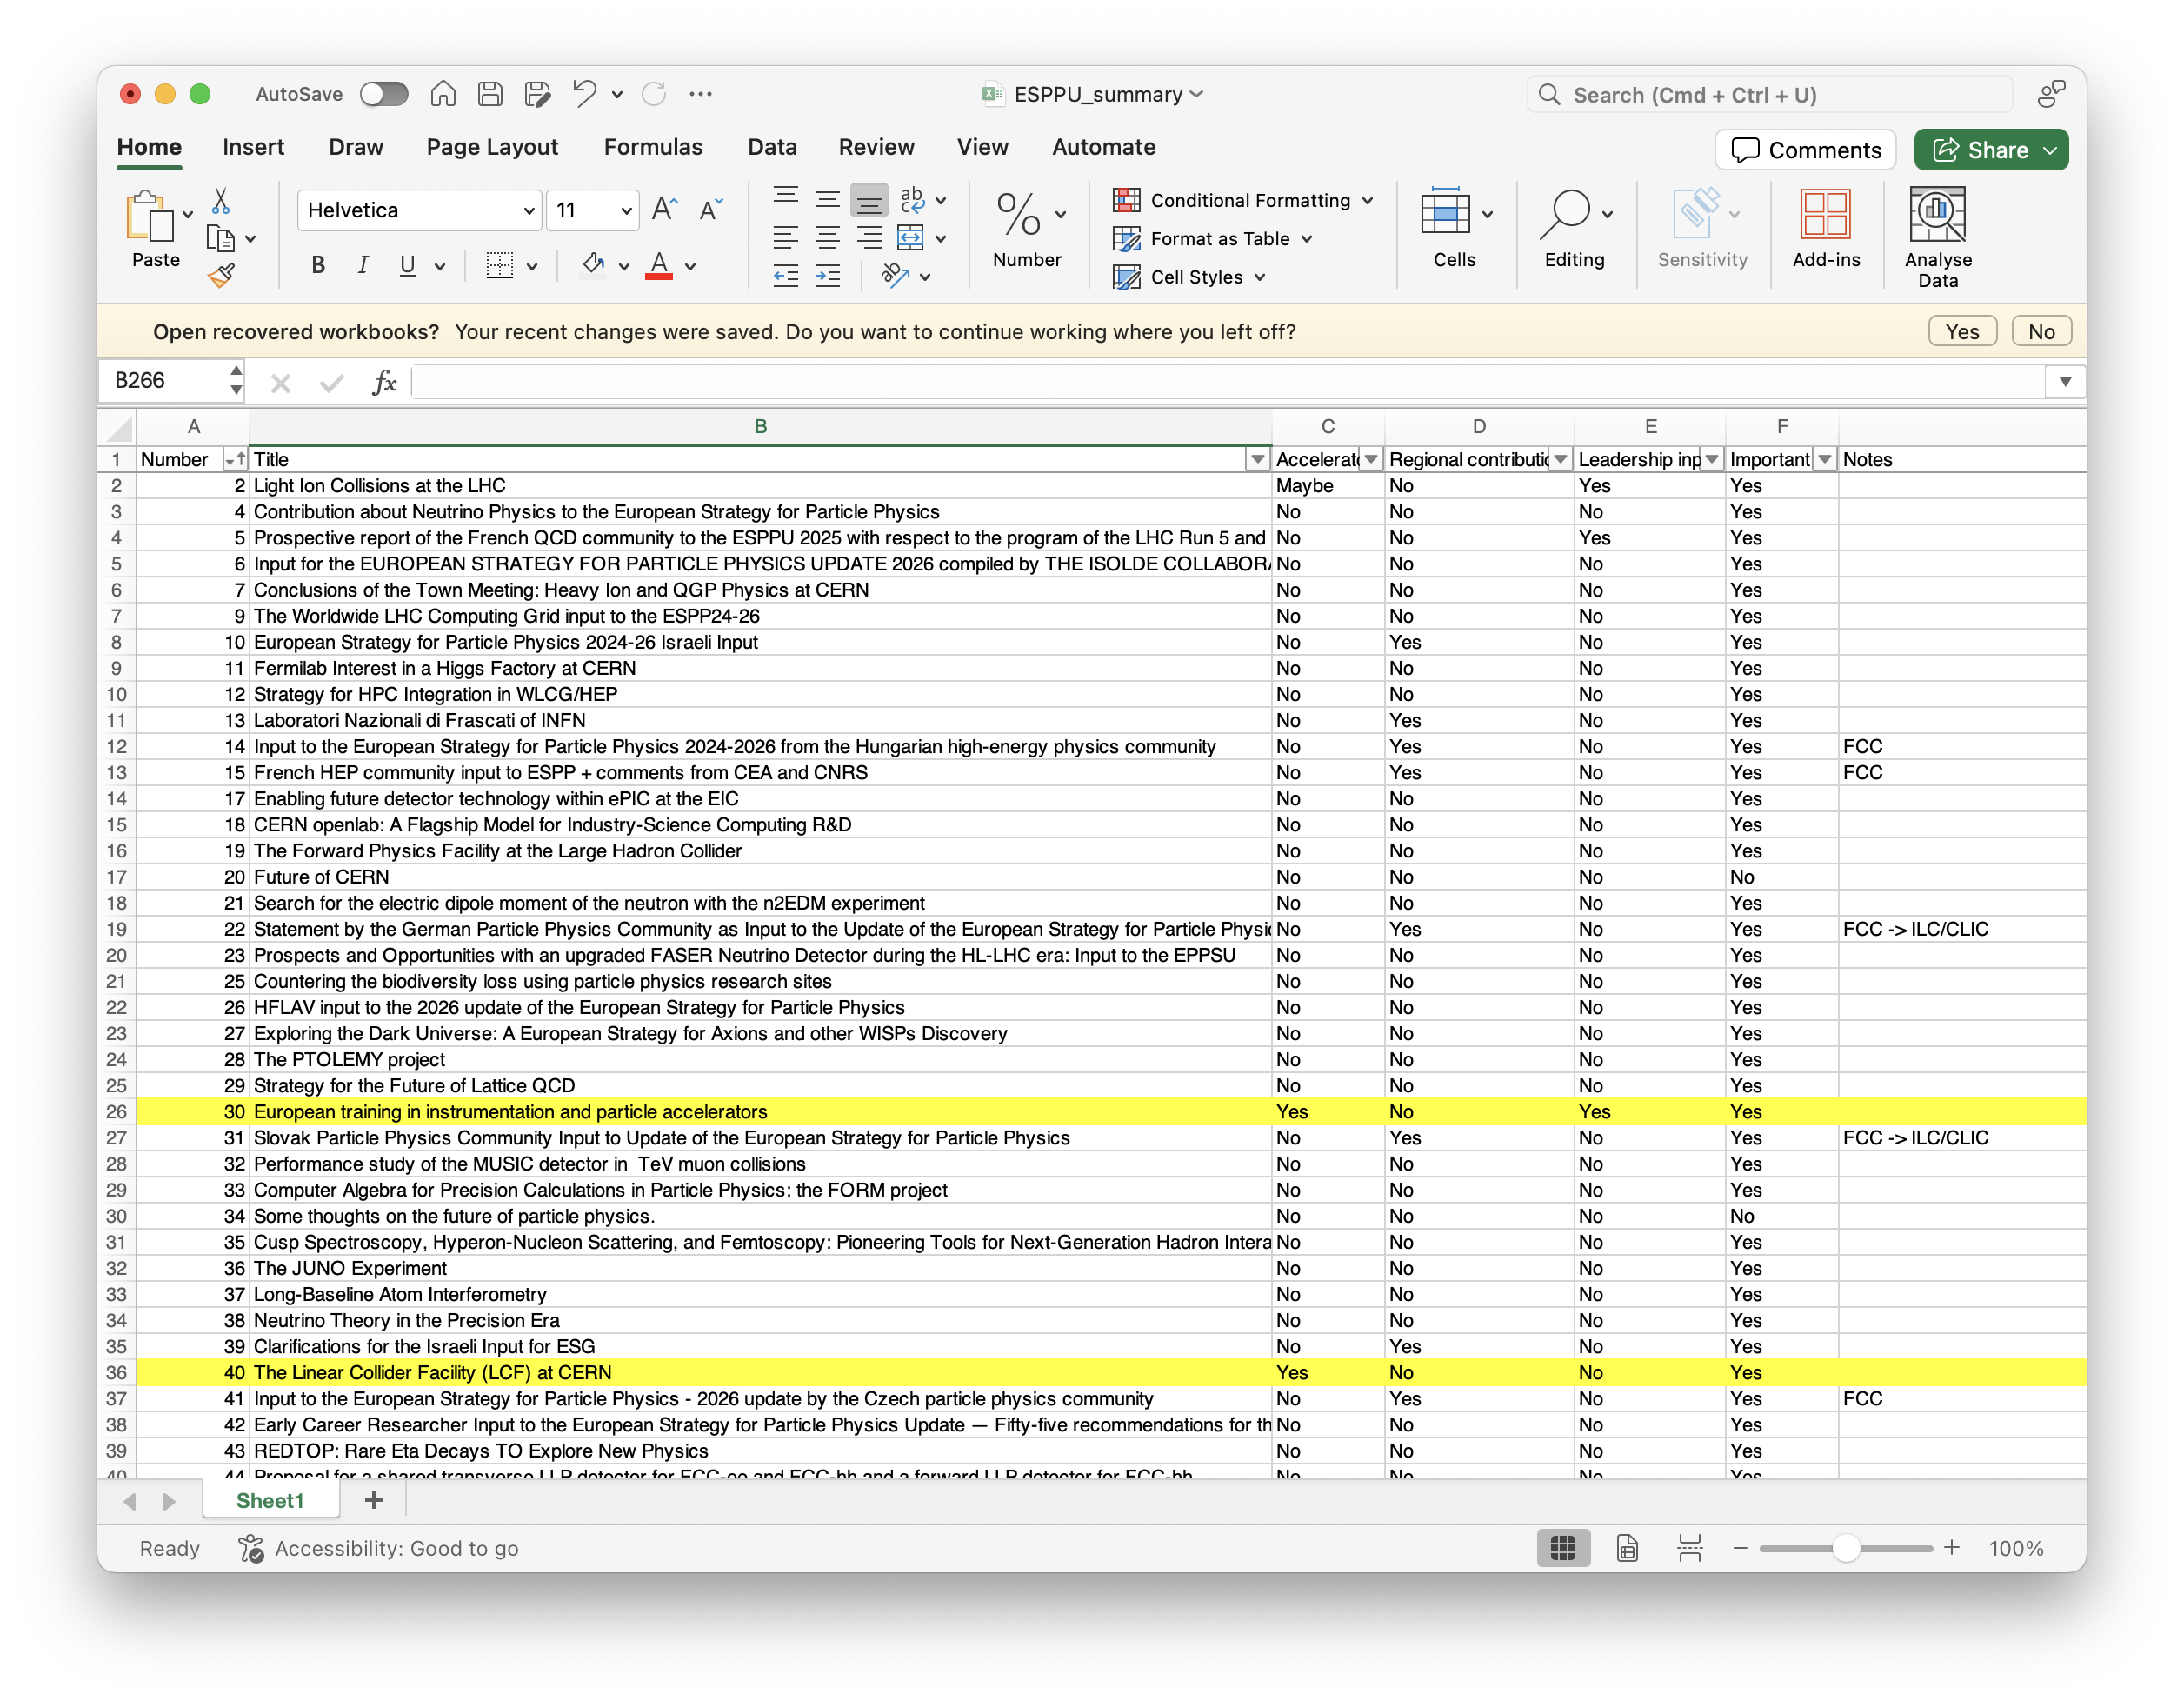 AutoSave
ESPPU_summary
Search (Cmd + Ctrl + U)
Home Insert Draw Page Layout Formulas Data Review View Automate
Comments Share
Paste
Helvetica 11
B I U
ab
%
Number
Conditional Formatting
Format as Table
Cell Styles
Cells
Editing
Sensitivity
Add-ins
Analyse
Data
Open recovered workbooks? Your recent changes were saved. Do you want to continue working where you left off? Yes No
B266 fx
A B C D E F
1 Number Title Accelerat Regional contributi Leadership inp Important Notes
2 2 Light Ion Collisions at the LHC Maybe No Yes Yes
3 4 Contribution about Neutrino Physics to the European Strategy for Particle Physics No No No Yes
4 5 Prospective report of the French QCD community to the ESPPU 2025 with respect to the program of the LHC Run 5 and No No Yes Yes
5 6 Input for the EUROPEAN STRATEGY FOR PARTICLE PHYSICS UPDATE 2026 compiled by THE ISOLDE COLLABOR No No No Yes
6 7 Conclusions of the Town Meeting: Heavy Ion and QGP Physics at CERN No No No Yes
7 9 The Worldwide LHC Computing Grid input to the ESPP24-26 No No No Yes
8 10 European Strategy for Particle Physics 2024-26 Israeli Input No Yes No Yes
9 11 Fermilab Interest in a Higgs Factory at CERN No No No Yes
10 12 Strategy for HPC Integration in WLCG/HEP No No No Yes
11 13 Laboratori Nazionali di Frascati of INFN No Yes No Yes
12 14 Input to the European Strategy for Particle Physics 2024-2026 from the Hungarian high-energy physics community No Yes No Yes FCC
13 15 French HEP community input to ESPP + comments from CEA and CNRS No Yes No Yes FCC
14 17 Enabling future detector technology within ePIC at the EIC No No No Yes
15 18 CERN openlab: A Flagship Model for Industry-Science Computing R&D No No No Yes
16 19 The Forward Physics Facility at the Large Hadron Collider No No No Yes
17 20 Future of CERN No No No No
18 21 Search for the electric dipole moment of the neutron with the n2EDM experiment No No No Yes
19 22 Statement by the German Particle Physics Community as Input to the Update of the European Strategy for Particle Physi No Yes No Yes FCC -> ILC/CLIC
20 23 Prospects and Opportunities with an upgraded FASER Neutrino Detector during the HL-LHC era: Input to the EPPSU No No No Yes
21 25 Countering the biodiversity loss using particle physics research sites No No No Yes
22 26 HFLAV input to the 2026 update of the European Strategy for Particle Physics No No No Yes
23 27 Exploring the Dark Universe: A European Strategy for Axions and other WISPs Discovery No No No Yes
24 28 The PTOLEMY project No No No Yes
25 29 Strategy for the Future of Lattice QCD No No No Yes
26 30 European training in instrumentation and particle accelerators Yes No Yes Yes
27 31 Slovak Particle Physics Community Input to Update of the European Strategy for Particle Physics No Yes No Yes FCC -> ILC/CLIC
28 32 Performance study of the MUSIC detector in  TeV muon collisions No No No Yes
29 33 Computer Algebra for Precision Calculations in Particle Physics: the FORM project No No No Yes
30 34 Some thoughts on the future of particle physics. No No No No
31 35 Cusp Spectroscopy, Hyperon-Nucleon Scattering, and Femtoscopy: Pioneering Tools for Next-Generation Hadron Intera No No No Yes
32 36 The JUNO Experiment No No No Yes
33 37 Long-Baseline Atom Interferometry No No No Yes
34 38 Neutrino Theory in the Precision Era No No No Yes
35 39 Clarifications for the Israeli Input for ESG No Yes No Yes
36 40 The Linear Collider Facility (LCF) at CERN Yes No No Yes
37 41 Input to the European Strategy for Particle Physics - 2026 update by the Czech particle physics community No Yes No Yes FCC
38 42 Early Career Researcher Input to the European Strategy for Particle Physics Update — Fifty-five recommendations for th No No No Yes
39 43 REDTOP: Rare Eta Decays TO Explore New Physics No No No Yes
40 44 Proposal for a shared transverse LLP detector for FCC-ee and FCC-hh and a forward LLP detector for FCC-hh No No No Yes
Sheet1
Ready Accessibility: Good to go 100%